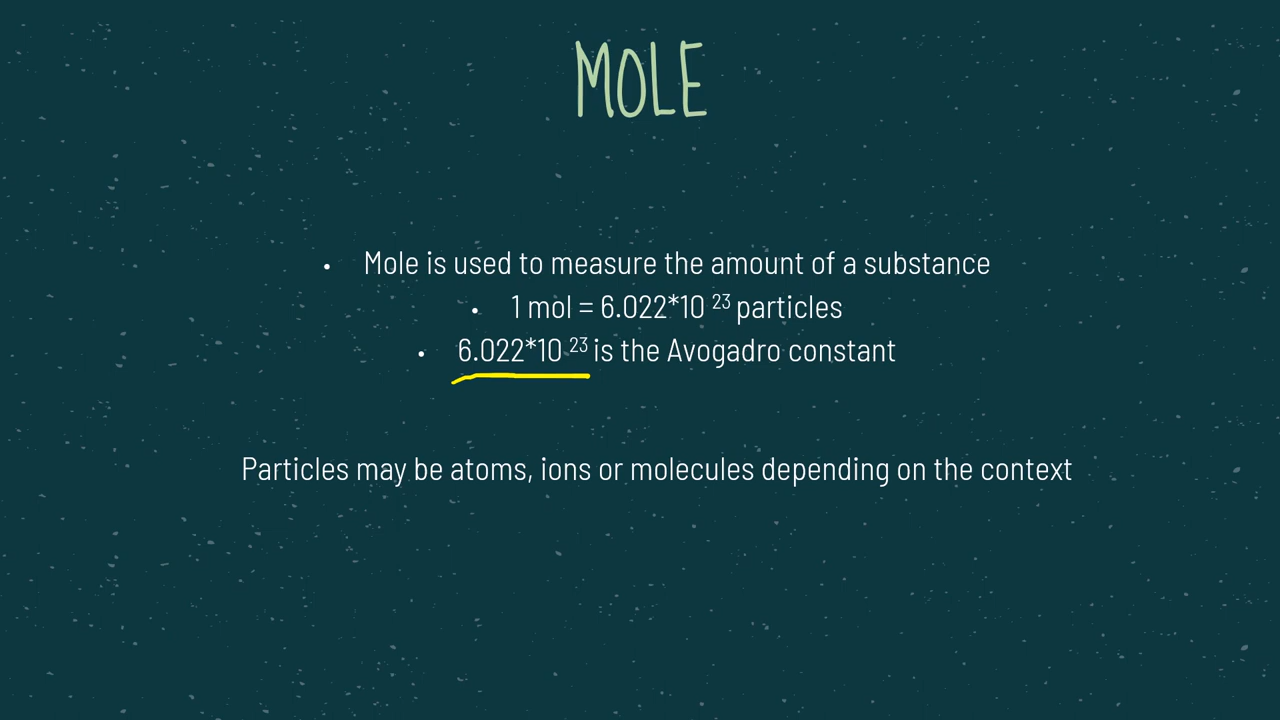 MOLE
• Mole is used to measure the amount of a substance
• 1 mol = 6.022*10 ²³ particles
• 6.022*10 ²³ is the Avogadro constant
Particles may be atoms, ions or molecules depending on the context